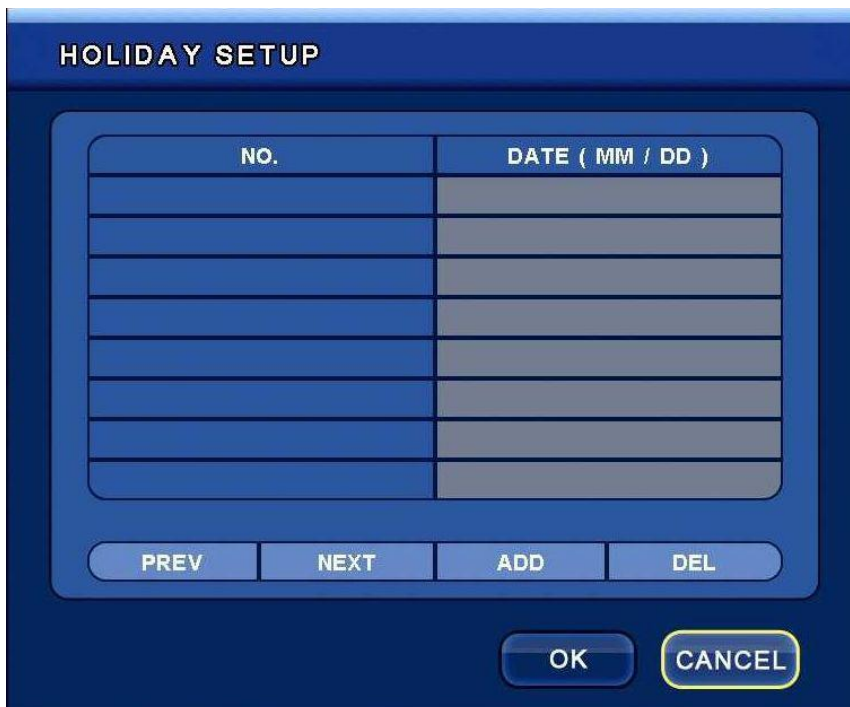 HOLIDAY SETUP
NO. DATE ( MM / DD )
PREV NEXT ADD DEL
OK CANCEL